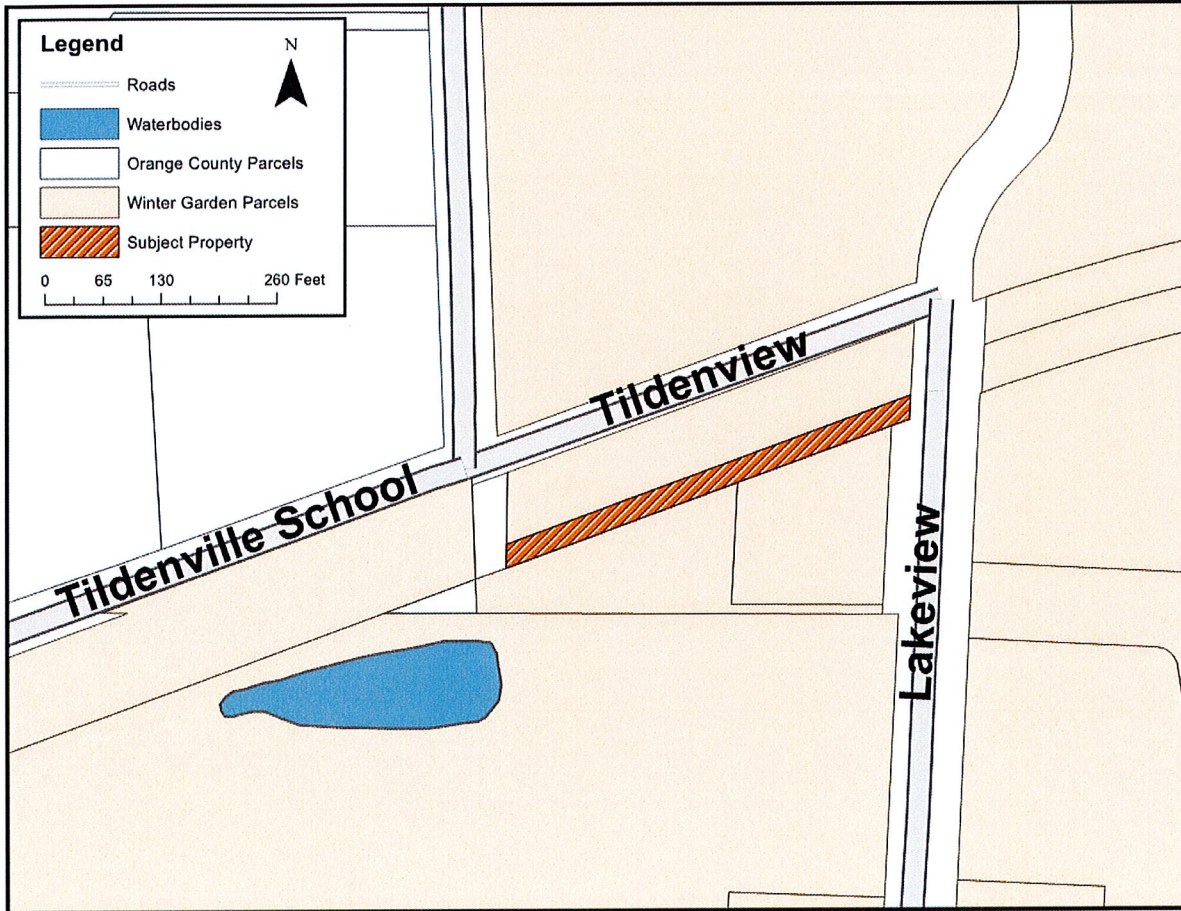 Legend
N
Roads
Waterbodies
Orange County Parcels
Winter Garden Parcels
Subject Property
0 65 130 260 Feet
Tildenview
Tildenville School
Lakeview